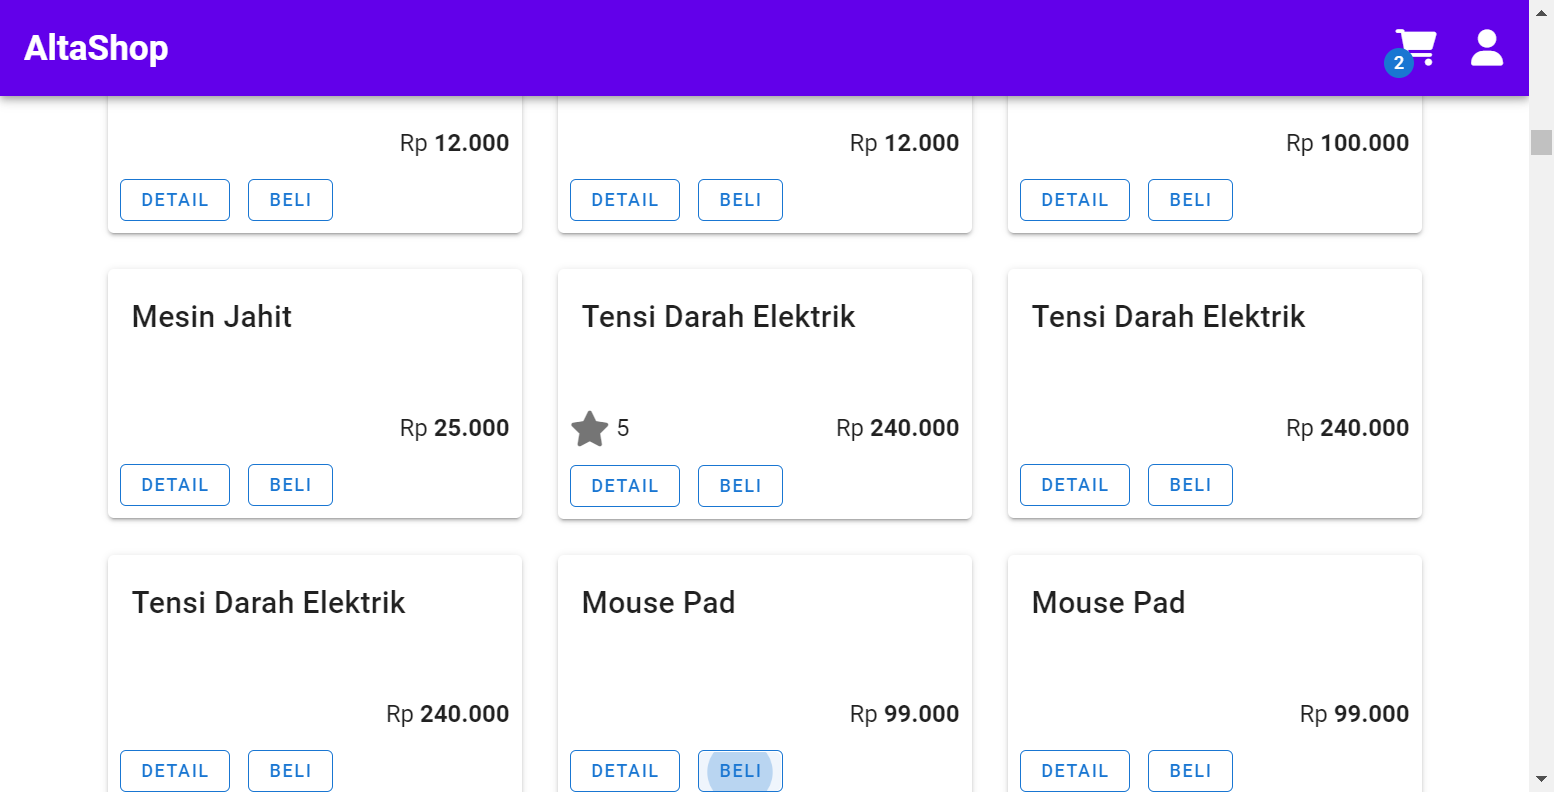 AltaShop
2
Rp 12.000
Rp 12.000
Rp 100.000
DETAIL BELI
DETAIL BELI
DETAIL BELI
Mesin Jahit
Tensi Darah Elektrik
Tensi Darah Elektrik
Rp 25.000
5 Rp 240.000
Rp 240.000
DETAIL BELI
DETAIL BELI
DETAIL BELI
Tensi Darah Elektrik
Mouse Pad
Mouse Pad
Rp 240.000
Rp 99.000
Rp 99.000
DETAIL BELI
DETAIL BELI
DETAIL BELI